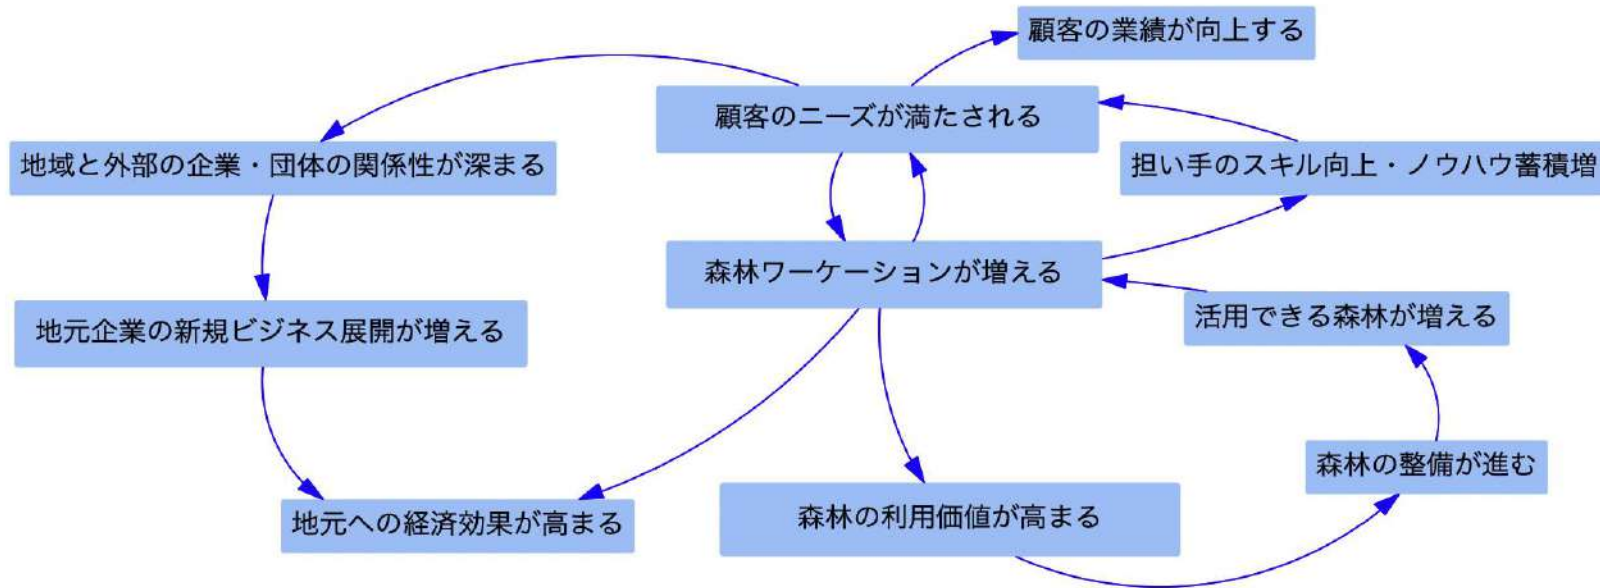 顧客の業績が向上する
顧客のニーズが満たされる
地域と外部の企業・団体の関係性が深まる
担い手のスキル向上・ノウハウ蓄積増
森林ワーケーションが増える
活用できる森林が増える
地元企業の新規ビジネス展開が増える
森林の整備が進む
森林の利用価値が高まる
地元への経済効果が高まる